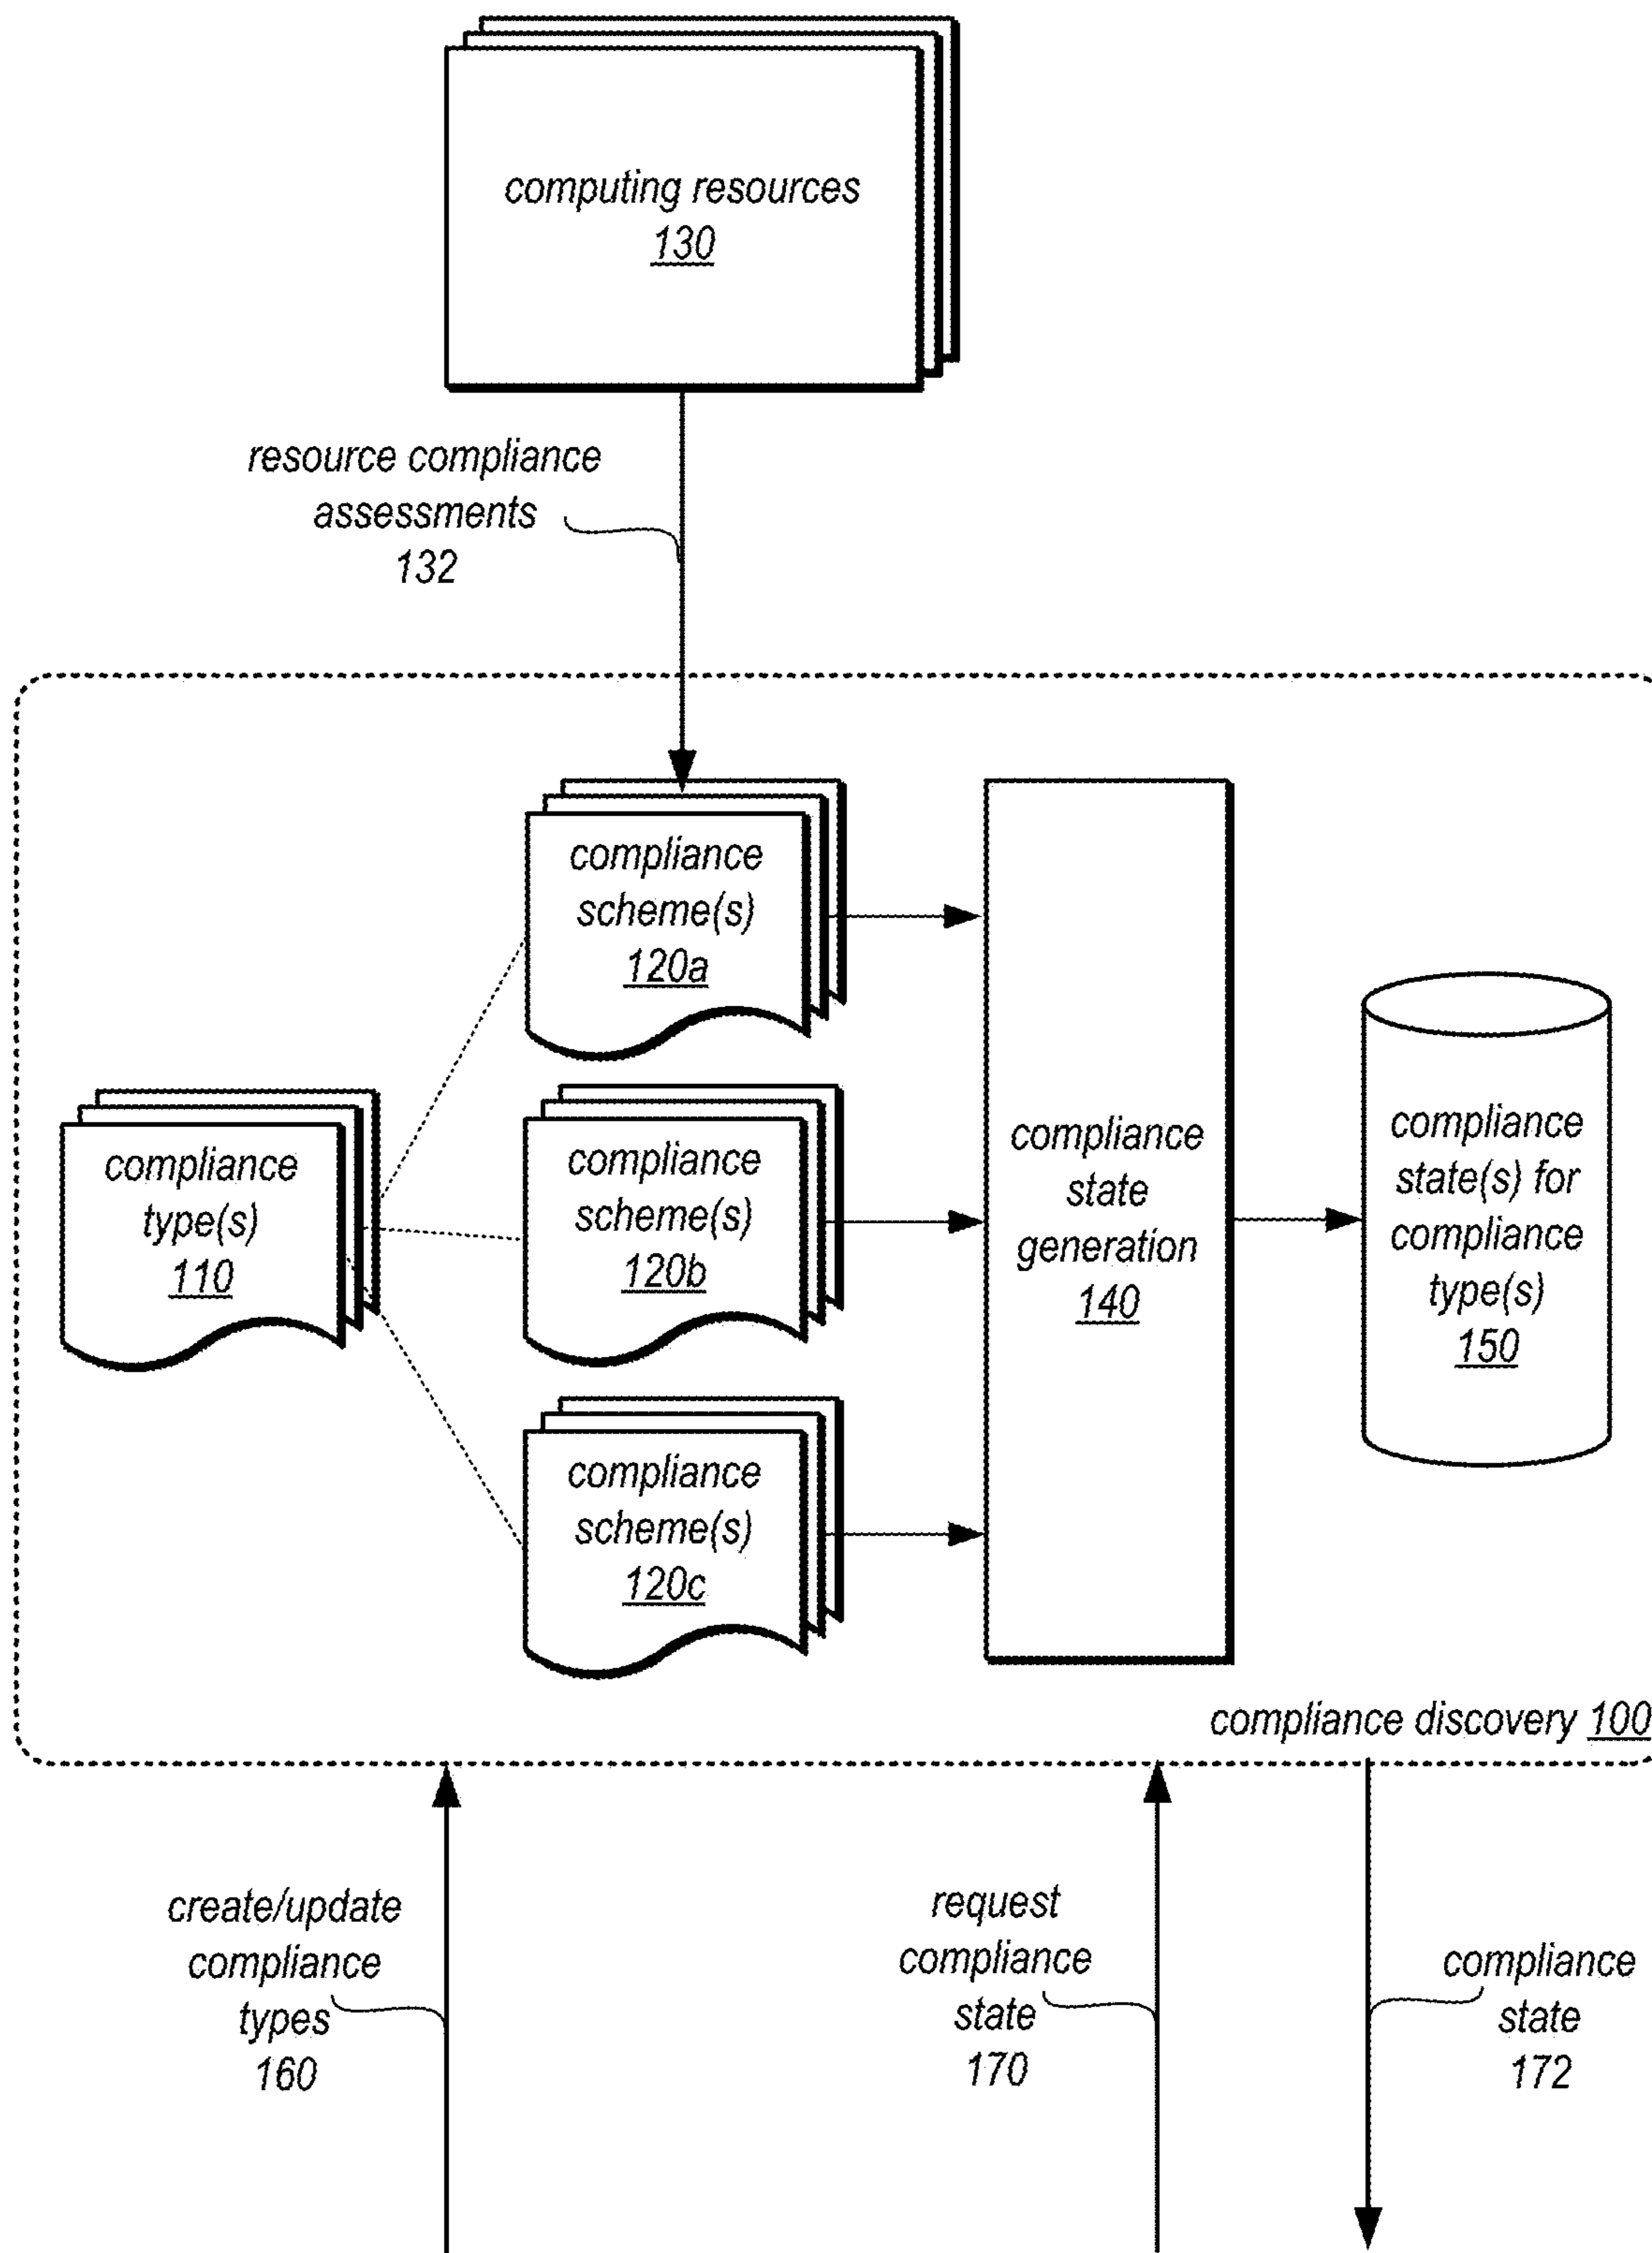 computing resources
130
resource compliance
assessments
132
compliance
scheme(s)
120a
compliance
type(s)
110
compliance
scheme(s)
120b
compliance
scheme(s)
120c
compliance
state
generation
140
compliance
state(s) for
compliance
type(s)
150
compliance discovery 100
create/update
compliance
types
160
request
compliance
state
170
compliance
state
172